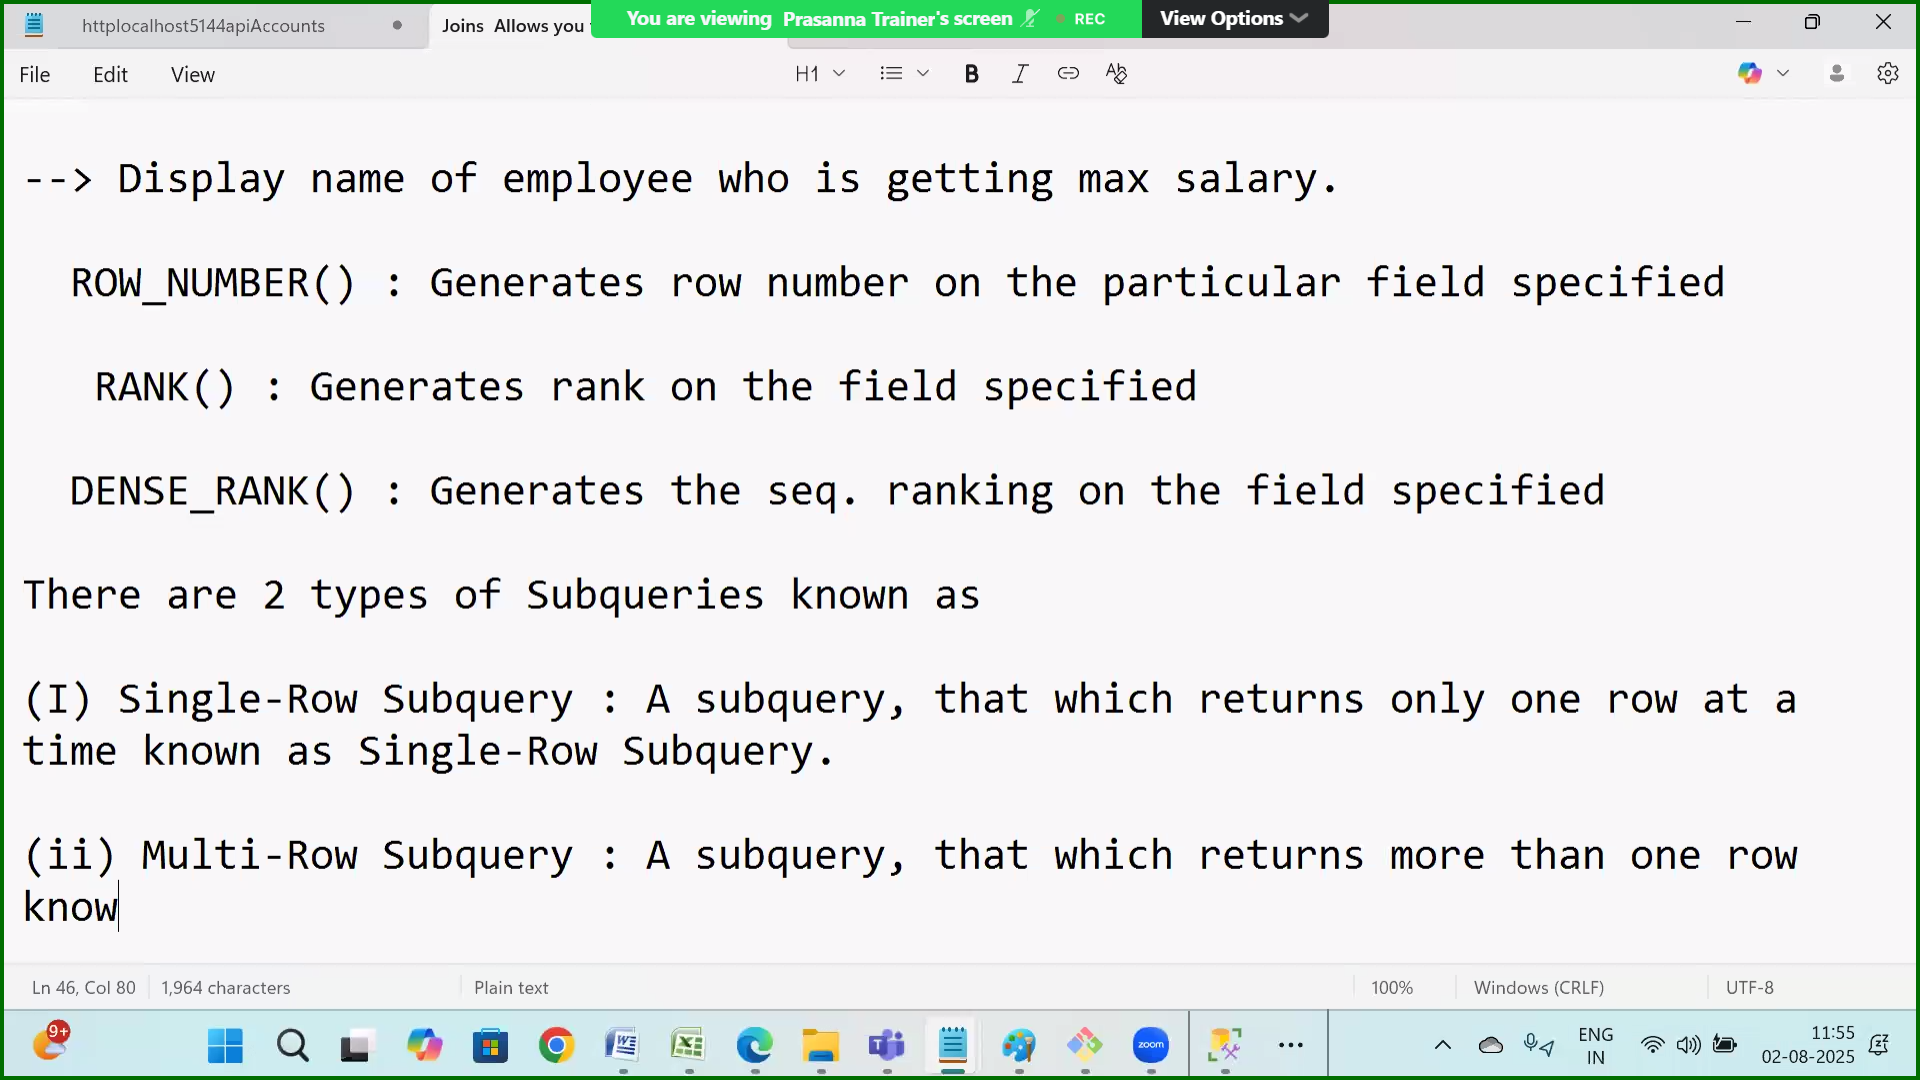 httplocalhost5144apiAccounts
Joins Allows you
You are viewing Prasanna Trainer's screen
REC
View Options
File Edit View
H1
--> Display name of employee who is getting max salary.
ROW_NUMBER() : Generates row number on the particular field specified
RANK() : Generates rank on the field specified
DENSE_RANK() : Generates the seq. ranking on the field specified
There are 2 types of Subqueries known as
(I) Single-Row Subquery : A subquery, that which returns only one row at a
time known as Single-Row Subquery.
(ii) Multi-Row Subquery : A subquery, that which returns more than one row
know
Ln 46, Col 80 1,964 characters Plain text 100% Windows (CRLF) UTF-8
9+
zoom
ENG
IN
11:55
02-08-2025